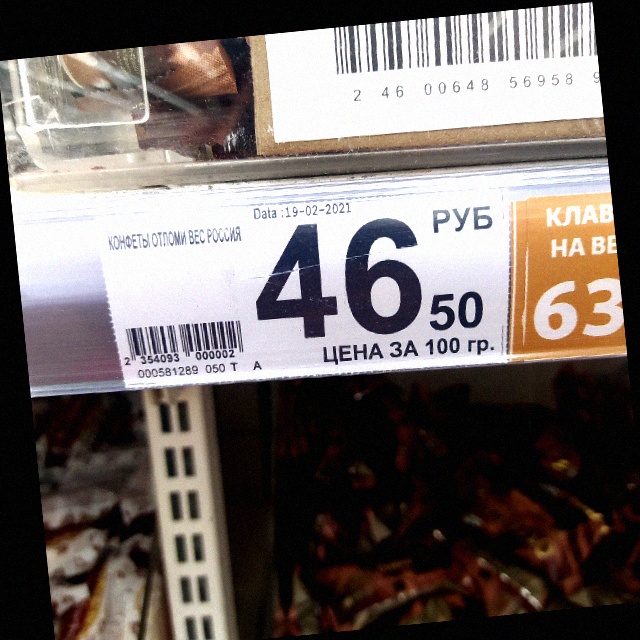 2 46 00648 56958 9
Data :19-02-2021
КОНФЕТЫ ОТЛОМИ ВЕС РОССИЯ
46 50 РУБ
ЦЕНА ЗА 100 гр.
2 354093 000002
000581289 050 T A
КЛАВ
НА ВЕ
63